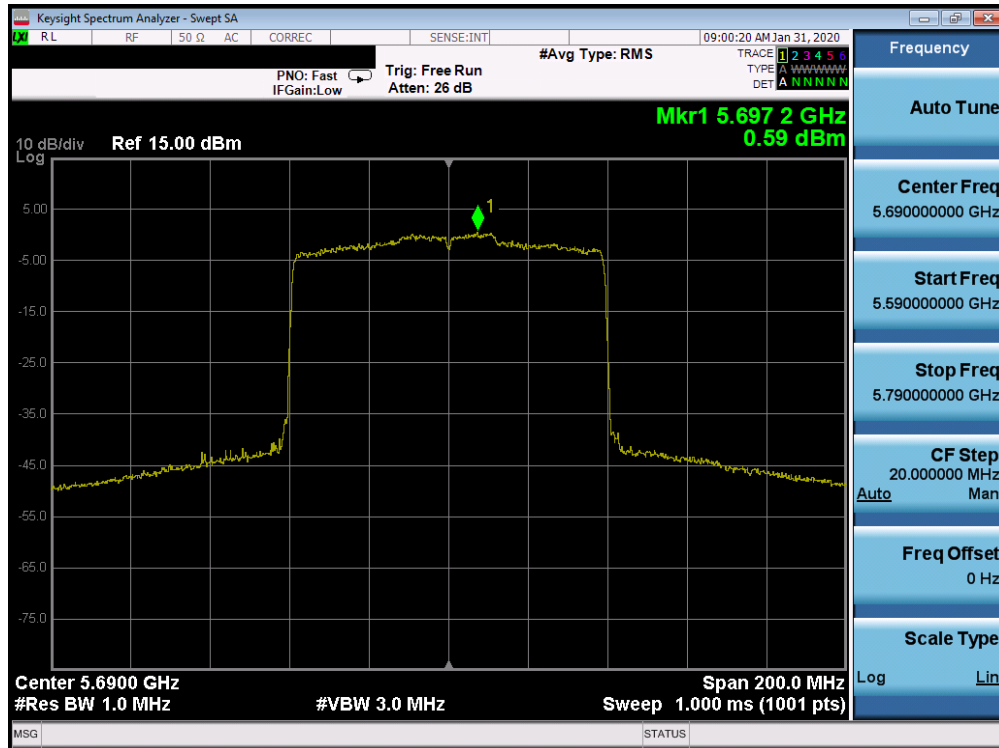 Keysight Spectrum Analyzer - Swept SA
LXI RL RF 50 Ω AC CORREC SENSE:INT 09:00:20 AM Jan 31, 2020
#Avg Type: RMS
TRACE 1 2 3 4 5 6
PNO: Fast Trig: Free Run
TYPE A WWWWW
IFGain:Low Atten: 26 dB
DET A N N N N N
Mkr1 5.697 2 GHz
0.59 dBm
10 dB/div Ref 15.00 dBm
Log
1
5.00
-5.00
-15.0
-25.0
-35.0
-45.0
-55.0
-65.0
-75.0
Center 5.6900 GHz Span 200.0 MHz
#Res BW 1.0 MHz #VBW 3.0 MHz Sweep 1.000 ms (1001 pts)
MSG STATUS
Frequency
Auto Tune
Center Freq
5.690000000 GHz
Start Freq
5.590000000 GHz
Stop Freq
5.790000000 GHz
CF Step
20.000000 MHz
Auto Man
Freq Offset
0 Hz
Scale Type
Log Lin